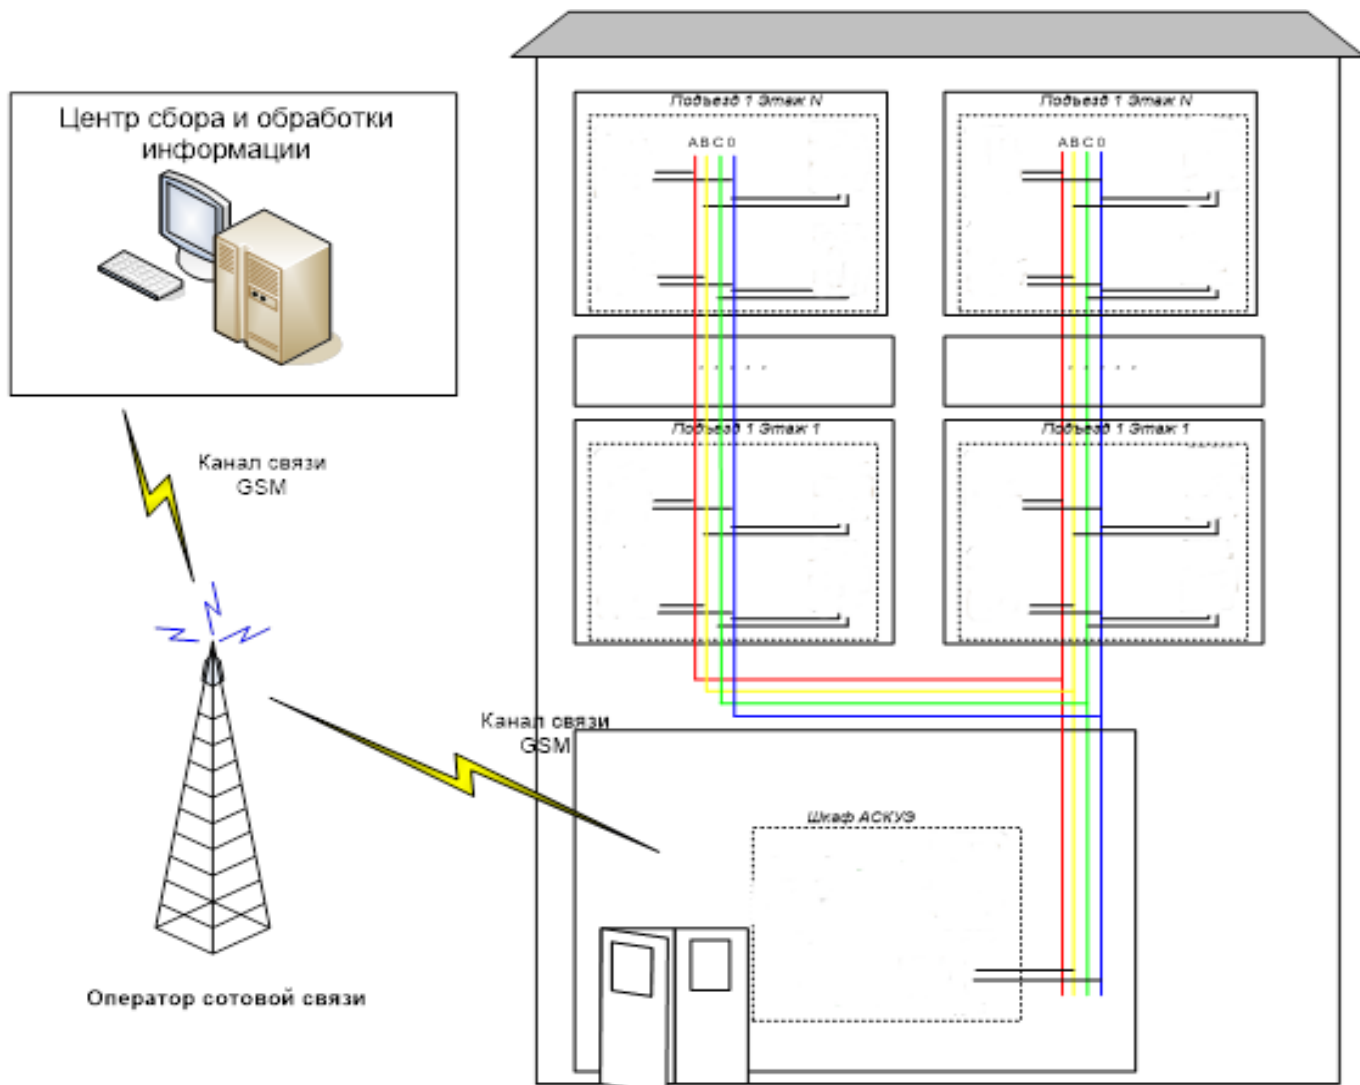 Центр сбора и обработки
информации
Подъезд 1 Этаж N
A B C 0
Подъезд 1 Этаж N
A B C 0
. . . . .
. . . . .
Подъезд 1 Этаж 1
Подъезд 1 Этаж 1
Канал связи
GSM
Канал связи
GSM
Шкаф АСКУЭ
Оператор сотовой связи